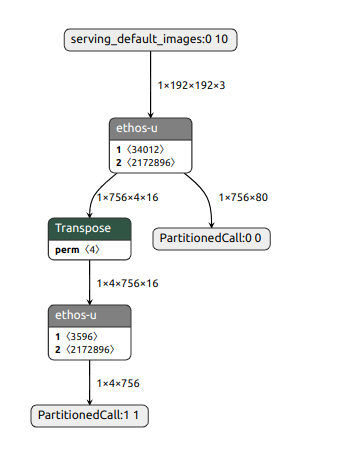 serving_default_images:0 10
1×192×192×3
ethos-u
1 〈34012〉
2 〈2172896〉
1×756×4×16
1×756×80
Transpose
perm 〈4〉
PartitionedCall:0 0
1×4×756×16
ethos-u
1 〈3596〉
2 〈2172896〉
1×4×756
PartitionedCall:1 1